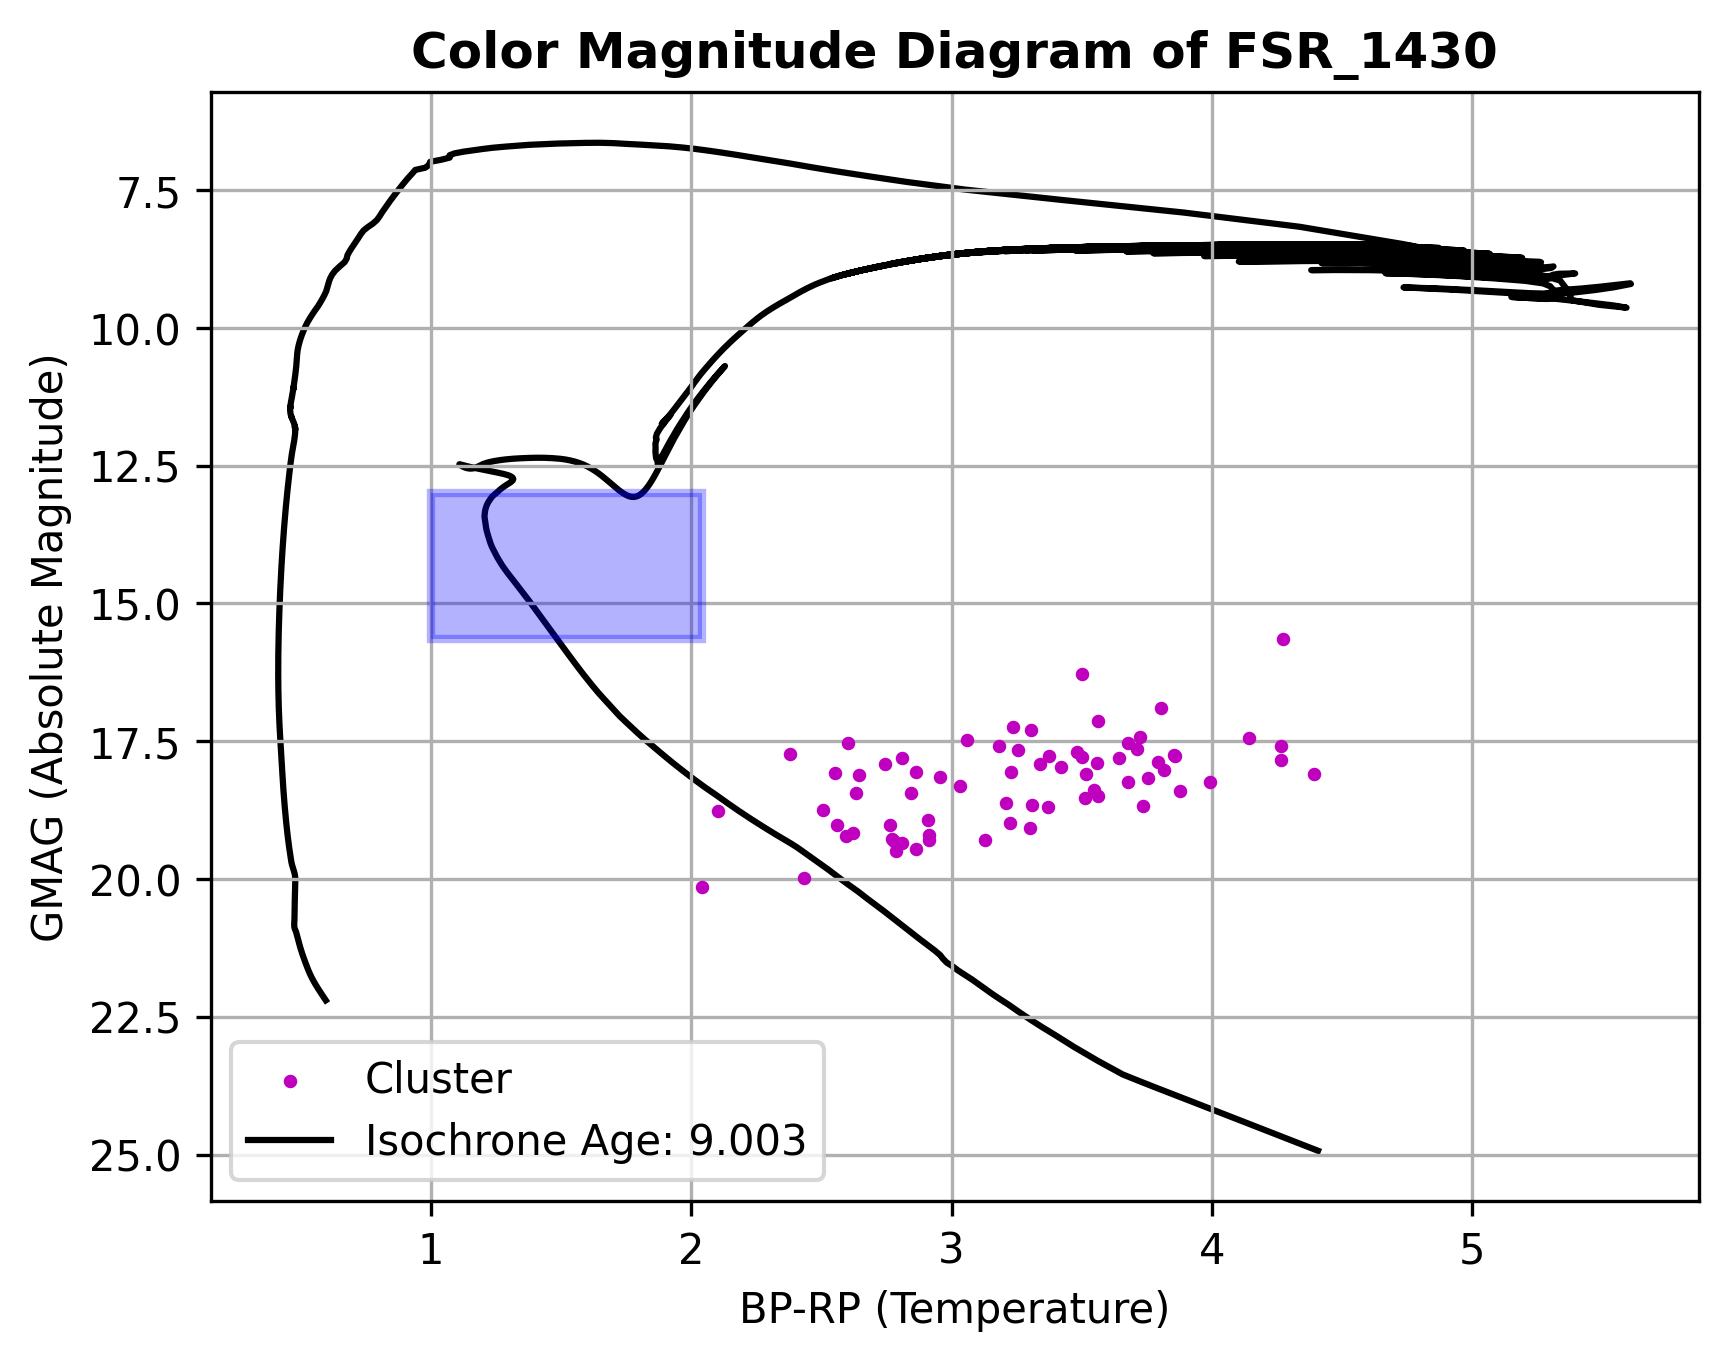 Color Magnitude Diagram of FSR_1430
GMAG (Absolute Magnitude)
7.5
10.0
12.5
15.0
17.5
20.0
22.5
25.0
Cluster
Isochrone Age: 9.003
1 2 3 4 5
BP-RP (Temperature)